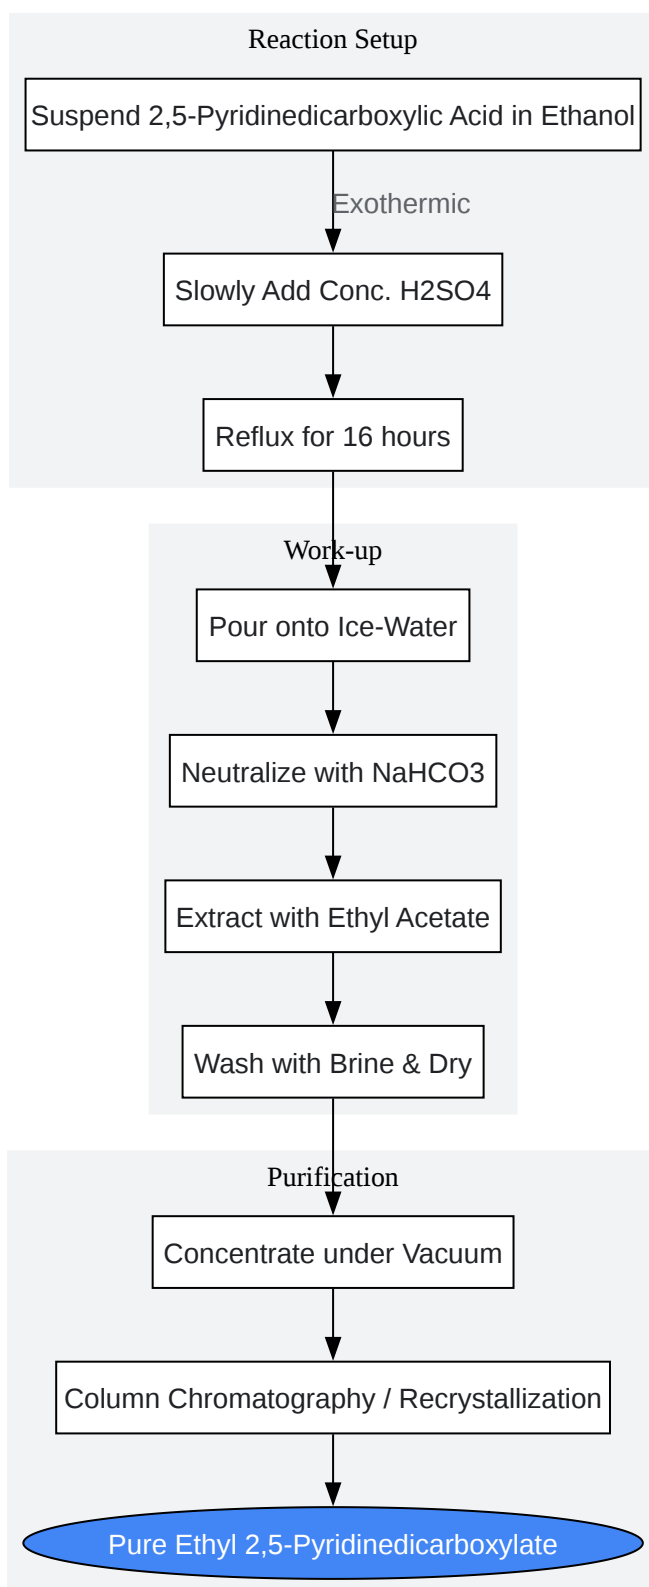 Reaction Setup
Suspend 2,5-Pyridinedicarboxylic Acid in Ethanol
Exothermic
Slowly Add Conc. H2SO4
Reflux for 16 hours
Work-up
Pour onto Ice-Water
Neutralize with NaHCO3
Extract with Ethyl Acetate
Wash with Brine & Dry
Purification
Concentrate under Vacuum
Column Chromatography / Recrystallization
Pure Ethyl 2,5-Pyridinedicarboxylate